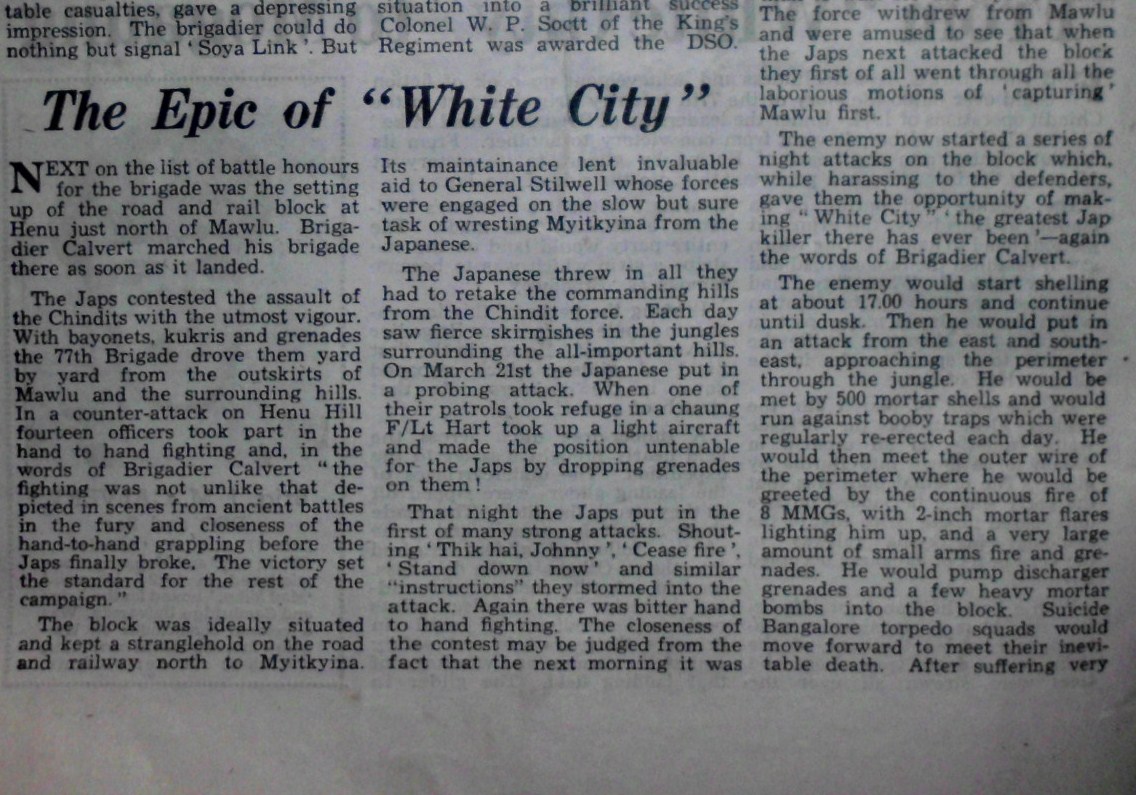 table casualties, gave a depressing
impression. The brigadier could do
nothing but signal ' Soya Link '. But
situation into a brilliant success
Colonel W. P. Soctt of the King's
Regiment was awarded the DSO.
The Epic of "White City"
NEXT on the list of battle honours
for the brigade was the setting
up of the road and rail block at
Henu just north of Mawlu. Briga-
dier Calvert marched his brigade
there as soon as it landed.
The Japs contested the assault of
the Chindits with the utmost vigour.
With bayonets, kukris and grenades
the 77th Brigade drove them yard
by yard from the outskirts of
Mawlu and the surrounding hills.
In a counter-attack on Henu Hill
fourteen officers took part in the
hand to hand fighting and, in the
words of Brigadier Calvert "the
fighting was not unlike that de-
picted in scenes from ancient battles
in the fury and closeness of the
hand-to-hand grappling before the
Japs finally broke. The victory set
the standard for the rest of the
campaign."
The block was ideally situated
and kept a stranglehold on the road
and railway north to Myitkyina.
Its maintainance lent invaluable
aid to General Stilwell whose forces
were engaged on the slow but sure
task of wresting Myitkyina from the
Japanese.
The Japanese threw in all they
had to retake the commanding hills
from the Chindit force. Each day
saw fierce skirmishes in the jungles
surrounding the all-important hills.
On March 21st the Japanese put in
a probing attack. When one of
their patrols took refuge in a chaung
F/Lt Hart took up a light aircraft
and made the position untenable
for the Japs by dropping grenades
on them !
That night the Japs put in the
first of many strong attacks. Shout-
ing ' Thik hai, Johnny ', ' Cease fire ',
' Stand down now ' and similar
"instructions" they stormed into the
attack. Again there was bitter hand
to hand fighting. The closeness of
the contest may be judged from the
fact that the next morning it was
The force withdrew from Mawlu
and were amused to see that when
the Japs next attacked the block
they first of all went through all the
laborious motions of ' capturing '
Mawlu first.
The enemy now started a series of
night attacks on the block which,
while harassing to the defenders,
gave them the opportunity of mak-
ing " White City " ' the greatest Jap
killer there has ever been '—again
the words of Brigadier Calvert.
The enemy would start shelling
at about 17.00 hours and continue
until dusk. Then he would put in
an attack from the east and south-
east, approaching the perimeter
through the jungle. He would be
met by 500 mortar shells and would
run against booby traps which were
regularly re-erected each day. He
would then meet the outer wire of
the perimeter where he would be
greeted by the continuous fire of
8 MMGs, with 2-inch mortar flares
lighting him up, and a very large
amount of small arms fire and gre-
nades. He would pump discharger
grenades and a few heavy mortar
bombs into the block. Suicide
Bangalore torpedo squads would
move forward to meet their inevi-
table death. After suffering very